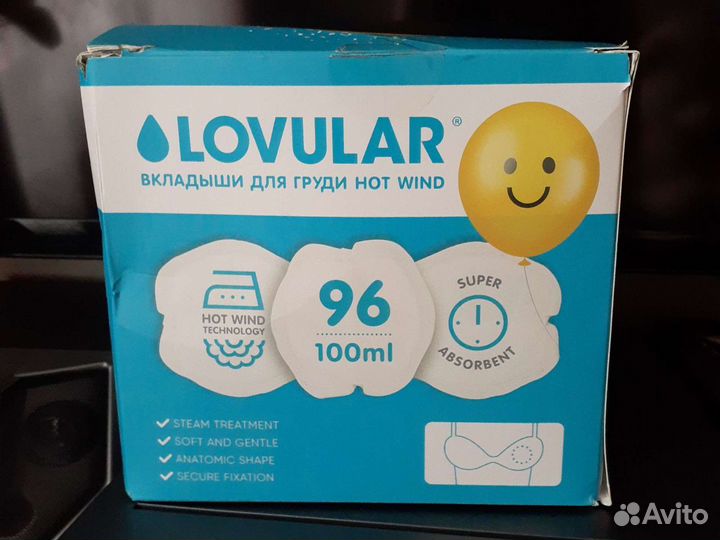 LOVULAR®
ВКЛАДЫШИ ДЛЯ ГРУДИ HOT WIND
HOT WIND
TECHNOLOGY
96
100ml
SUPER
ABSORBENT
STEAM TREATMENT
SOFT AND GENTLE
ANATOMIC SHAPE
SECURE FIXATION
Avito